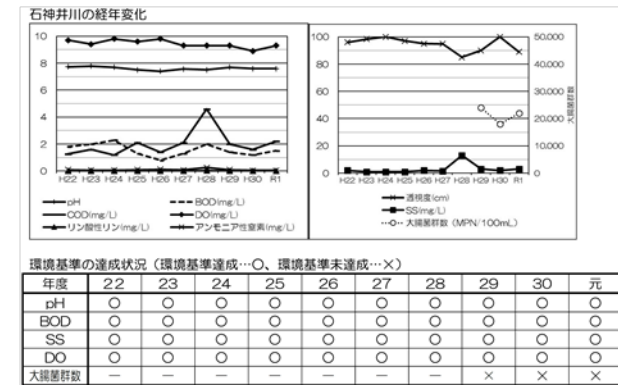 石神井川の経年変化
10
8
6
4
2
0
H22 H23 H24 H25 H26 H27 H28 H29 H30 R1
pH
BOD(mg/L)
COD(mg/L)
DO(mg/L)
リン酸性リン(mg/L)
アンモニア性窒素(mg/L)
100
80
60
40
20
0
50,000
40,000
30,000
20,000
10,000
0
大腸菌群数
H22 H23 H24 H25 H26 H27 H28 H29 H30 R1
透視度(cm)
SS(mg/L)
大腸菌群数（MPN/100mL）
環境基準の達成状況（環境基準達成…〇、環境基準未達成…×）
年度 22 23 24 25 26 27 28 29 30 元
pH 〇 〇 〇 〇 〇 〇 〇 〇 〇 〇
BOD 〇 〇 〇 〇 〇 〇 〇 〇 〇 〇
SS 〇 〇 〇 〇 〇 〇 〇 〇 〇 〇
DO 〇 〇 〇 〇 〇 〇 〇 〇 〇 〇
大腸菌群数 － － － － － － － × × ×